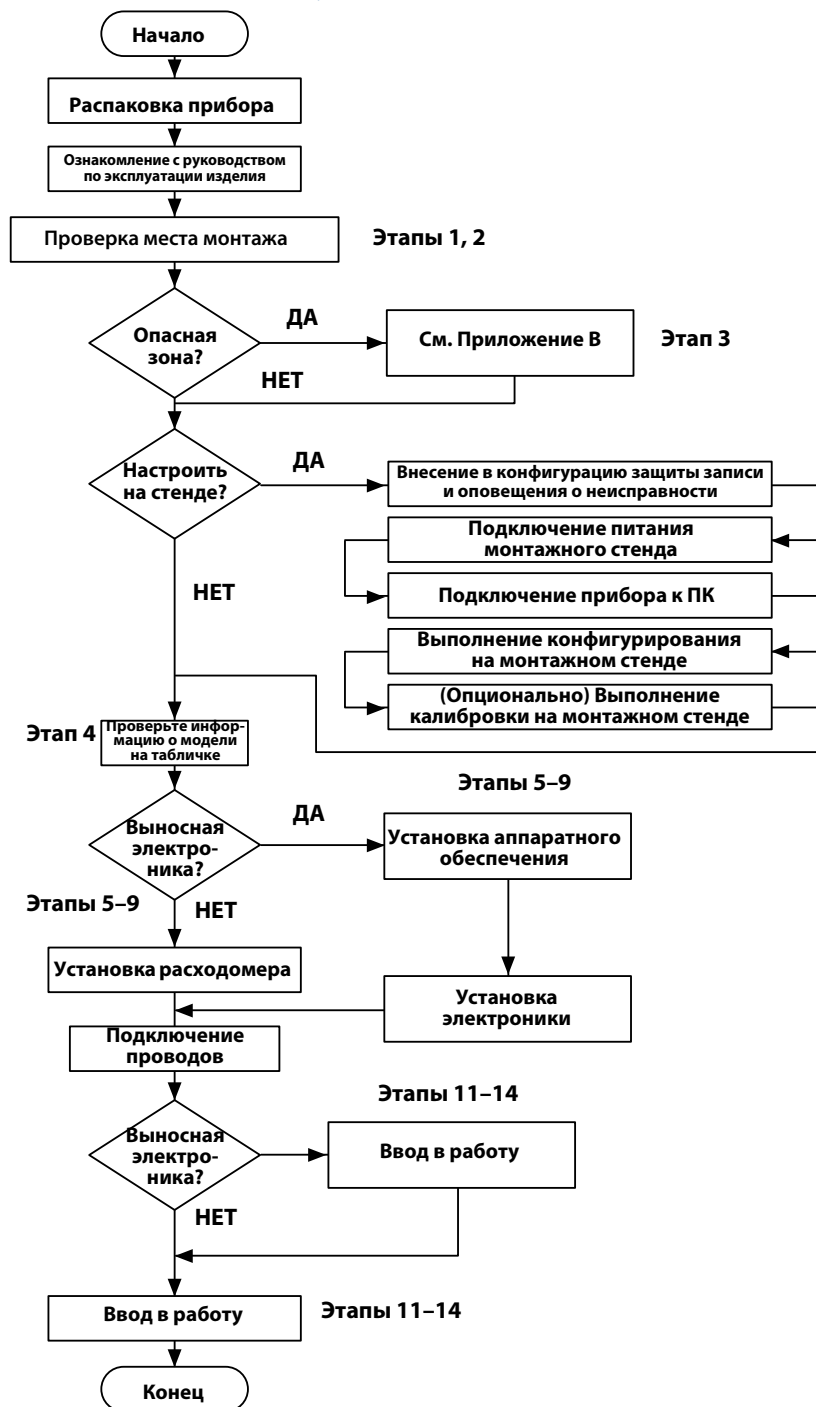 Начало
Распаковка прибора
Ознакомление с руководством
по эксплуатации изделия
Проверка места монтажа
Этапы 1, 2
Опасная
зона?
ДА
См. Приложение B
Этап 3
НЕТ
Настроить
на стенде?
ДА
Внесение в конфигурацию защиты записи
и оповещения о неисправности
Подключение питания
монтажного стенда
НЕТ
Подключение прибора к ПК
Выполнение конфигурирования
на монтажном стенде
(Опционально) Выполнение
калибровки на монтажном стенде
Этап 4
Проверьте инфор-
мацию о модели
на табличке
Этапы 5–9
Выносная
электро-
ника?
ДА
Установка аппаратного
обеспечения
Этапы 5–9
НЕТ
Установка расходомера
Установка
электроники
Подключение
проводов
Этапы 11–14
Выносная
электро-
ника?
Ввод в работу
НЕТ
Ввод в работу
Этапы 11–14
Конец